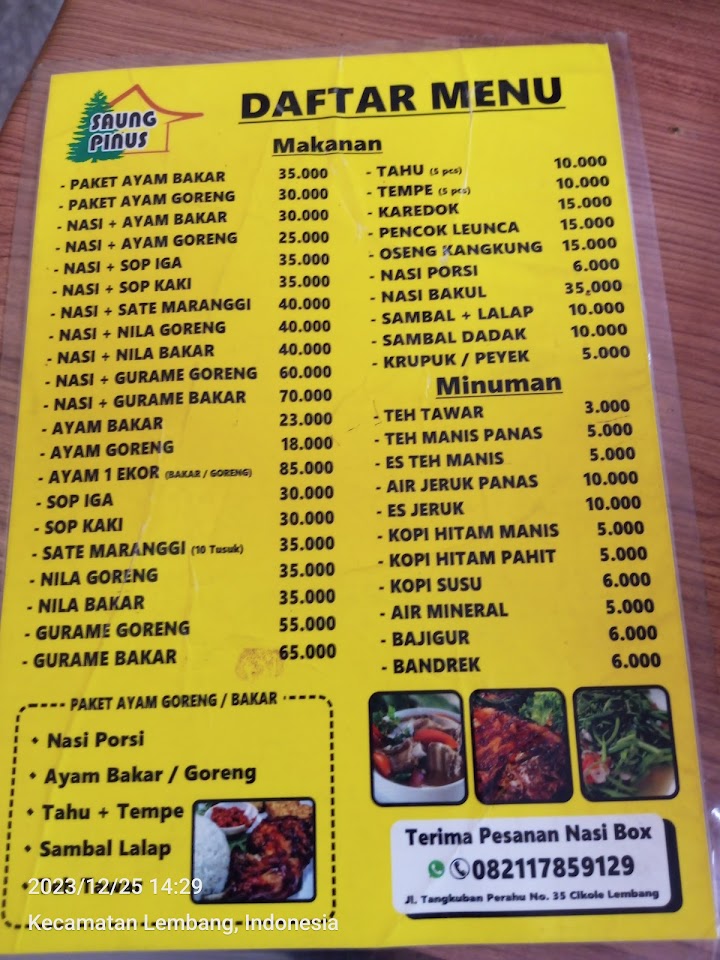 SAUNG
PINUS
DAFTAR MENU
Makanan
- PAKET AYAM BAKAR 35.000
- PAKET AYAM GORENG 30.000
- NASI + AYAM BAKAR 30.000
- NASI + AYAM GORENG 25.000
- NASI + SOP IGA 35.000
- NASI + SOP KAKI 35.000
- NASI + SATE MARANGGI 40.000
- NASI + NILA GORENG 40.000
- NASI + NILA BAKAR 40.000
- NASI + GURAME GORENG 60.000
- NASI + GURAME BAKAR 70.000
- AYAM BAKAR 23.000
- AYAM GORENG 18.000
- AYAM 1 EKOR (BAKAR / GORENG) 85.000
- SOP IGA 30.000
- SOP KAKI 30.000
- SATE MARANGGI (10 Tusuk) 35.000
- NILA GORENG 35.000
- NILA BAKAR 35.000
- GURAME GORENG 55.000
- GURAME BAKAR 65.000
- TAHU (5 pcs) 10.000
- TEMPE (5 pcs) 10.000
- KAREDOK 15.000
- PENCOK LEUNCA 15.000
- OSENG KANGKUNG 15.000
- NASI PORSI 6.000
- NASI BAKUL 35.000
- SAMBAL + LALAP 10.000
- SAMBAL DADAK 10.000
- KRUPUK / PEYEK 5.000
Minuman
- TEH TAWAR 3.000
- TEH MANIS PANAS 5.000
- ES TEH MANIS 5.000
- AIR JERUK PANAS 10.000
- ES JERUK 10.000
- KOPI HITAM MANIS 5.000
- KOPI HITAM PAHIT 5.000
- KOPI SUSU 6.000
- AIR MINERAL 5.000
- BAJIGUR 6.000
- BANDREK 6.000
PAKET AYAM GORENG / BAKAR
• Nasi Porsi
• Ayam Bakar / Goreng
• Tahu + Tempe
• Sambal Lalap
• Teh Tawar
Terima Pesanan Nasi Box
082117859129
Jl. Tangkuban Perahu No. 35 Cikole Lembang
2023/12/25 14:29
Kecamatan Lembang, Indonesia